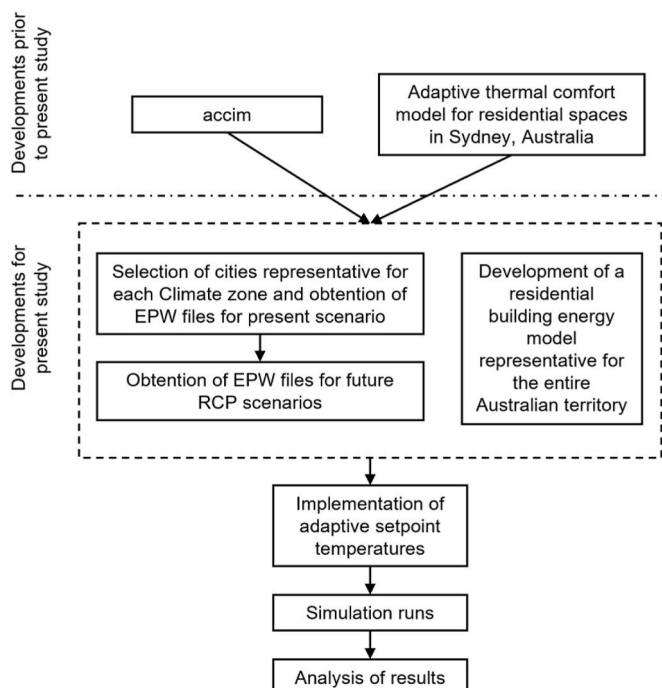 Developments prior
to present study
accim
Adaptive thermal comfort
model for residential spaces
in Sydney, Australia
Developments for
present study
Selection of cities representative for
each Climate zone and obtention of
EPW files for present scenario
Obtention of EPW files for future
RCP scenarios
Development of a
residential
building energy
model
representative for
the entire
Australian territory
Implementation of
adaptive setpoint
temperatures
Simulation runs
Analysis of results